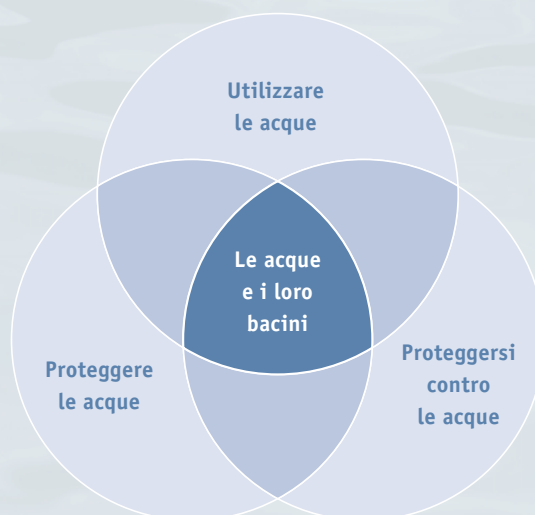 Utilizzare
le acque
Le acque
e i loro
bacini
Proteggere
le acque
Proteggersi
contro
le acque